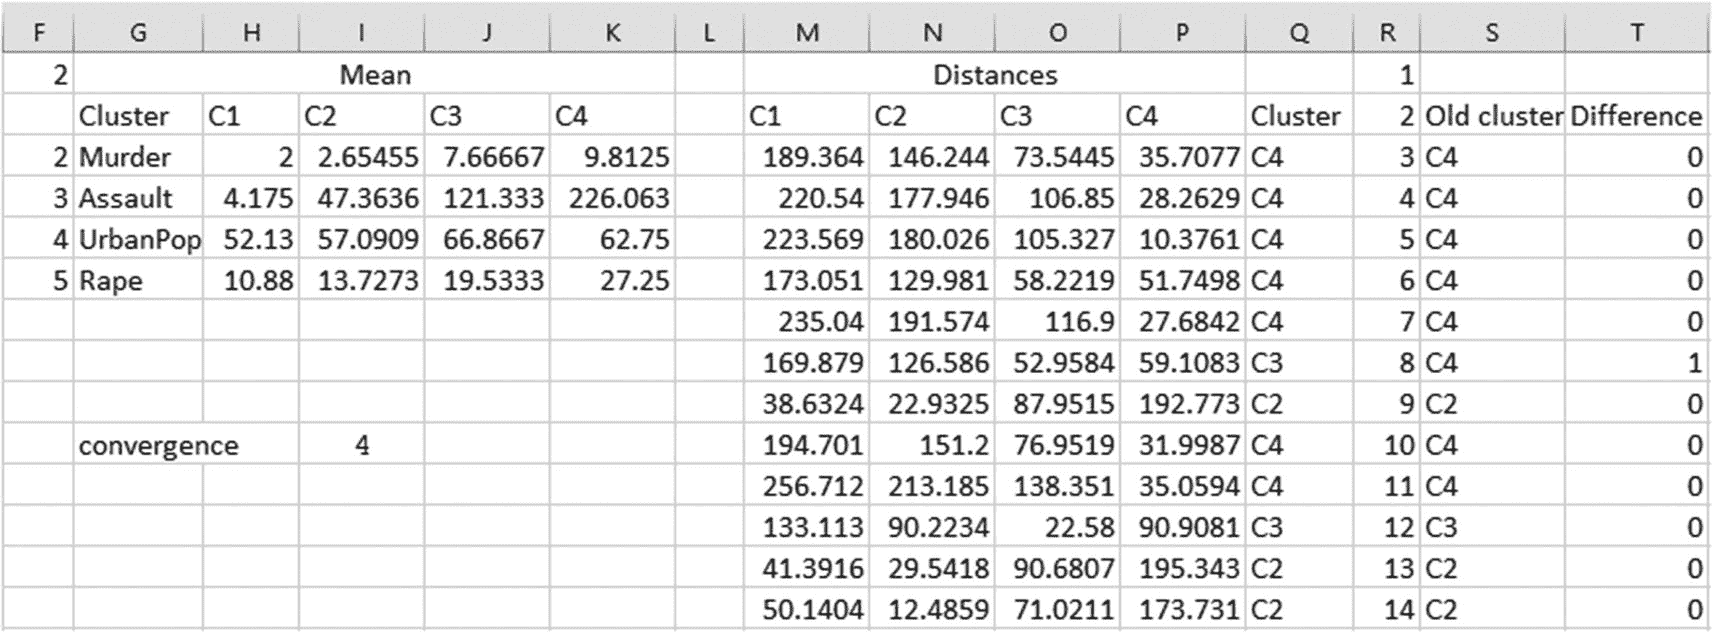 F G H I J K L M N O P Q R S T
2 Mean Distances 1
Cluster C1 C2 C3 C4 C1 C2 C3 C4 Cluster 2 Old cluster Difference
2 Murder 2 2.65455 7.66667 9.8125 189.364 146.244 73.5445 35.7077 C4 3 C4 0
3 Assault 4.175 47.3636 121.333 226.063 220.54 177.946 106.85 28.2629 C4 4 C4 0
4 UrbanPop 52.13 57.0909 66.8667 62.75 223.569 180.026 105.327 10.3761 C4 5 C4 0
5 Rape 10.88 13.7273 19.5333 27.25 173.051 129.981 58.2219 51.7498 C4 6 C4 0
235.04 191.574 116.9 27.6842 C4 7 C4 0
169.879 126.586 52.9584 59.1083 C3 8 C4 1
38.6324 22.9325 87.9515 192.773 C2 9 C2 0
convergence 4 194.701 151.2 76.9519 31.9987 C4 10 C4 0
256.712 213.185 138.351 35.0594 C4 11 C4 0
133.113 90.2234 22.58 90.9081 C3 12 C3 0
41.3916 29.5418 90.6807 195.343 C2 13 C2 0
50.1404 12.4859 71.0211 173.731 C2 14 C2 0